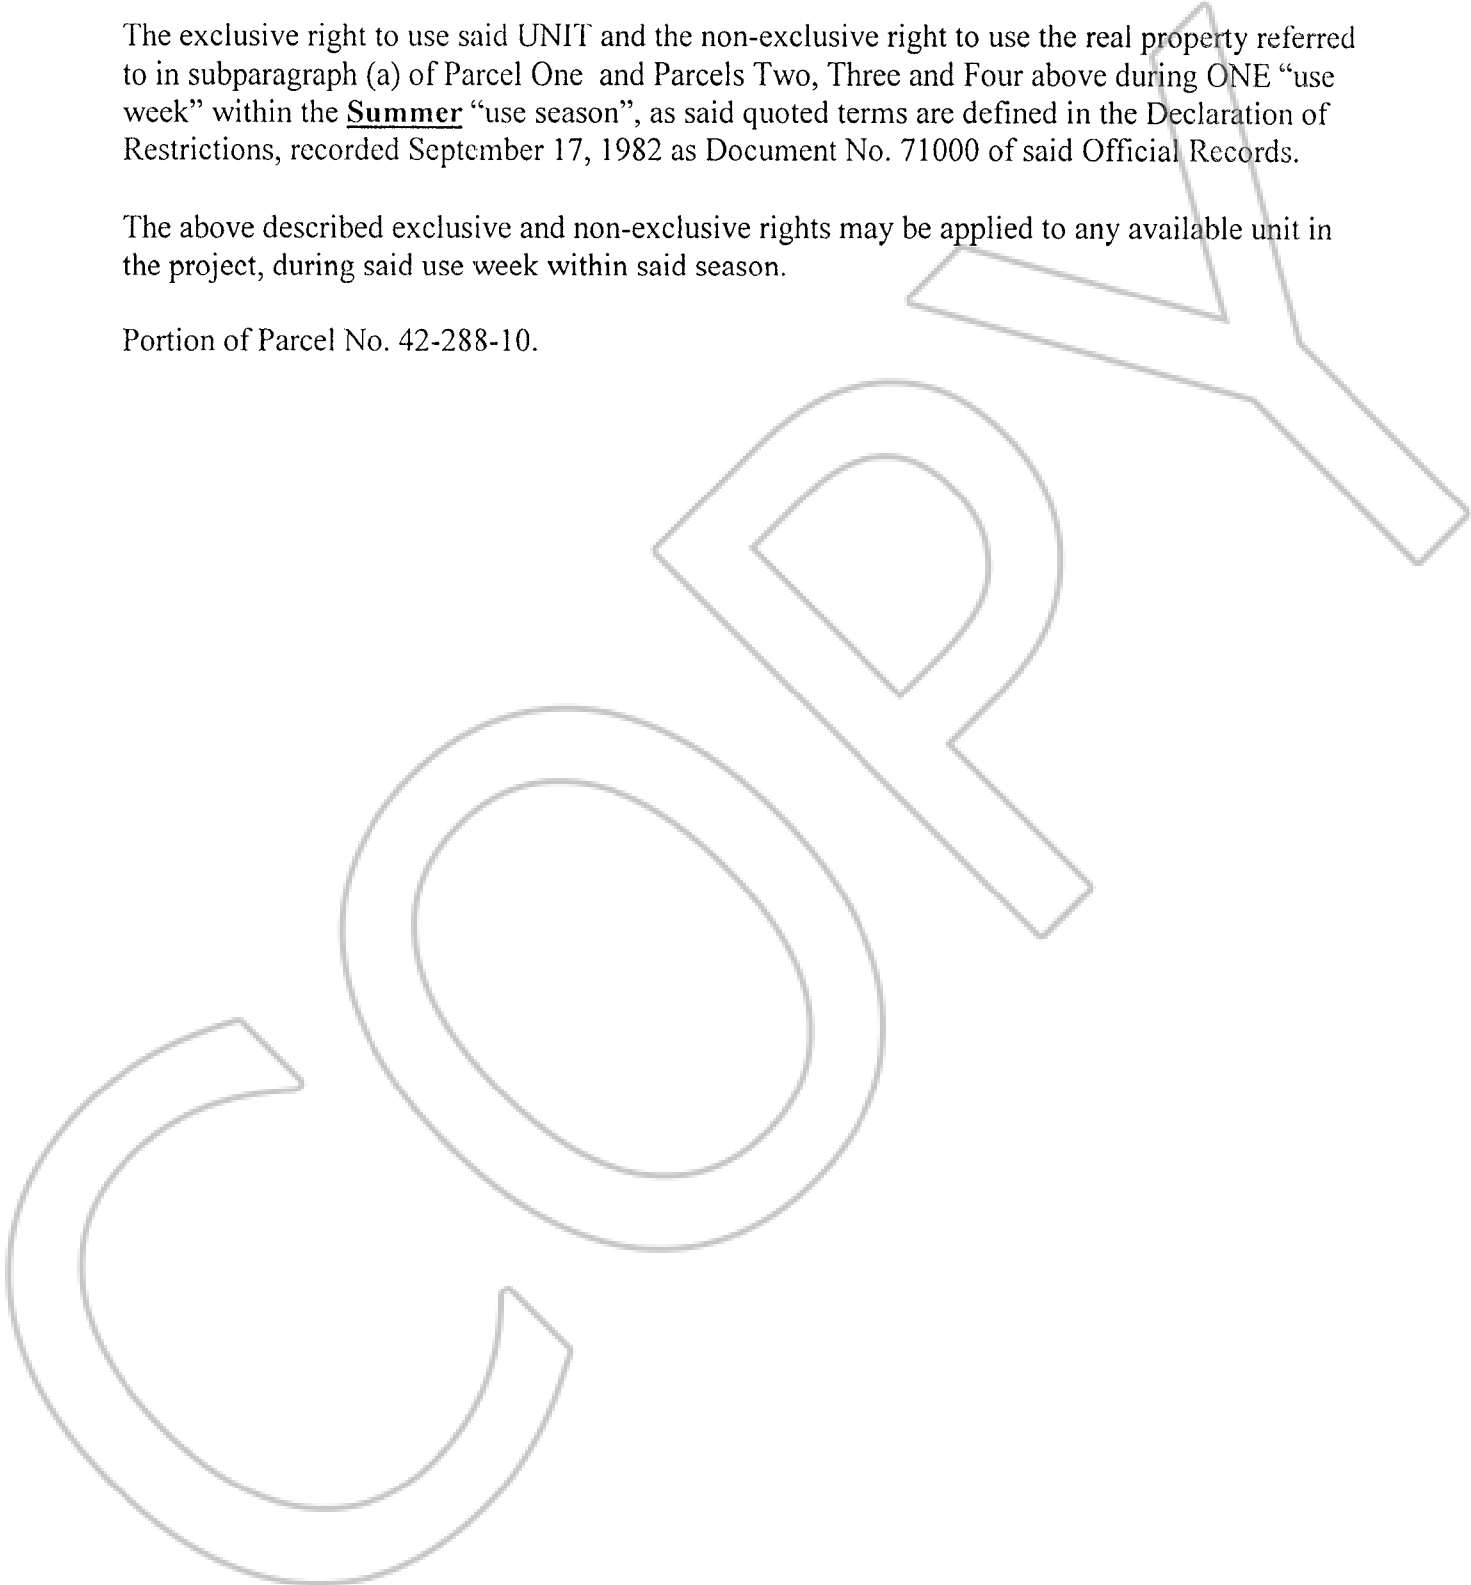 The exclusive right to use said UNIT and the non-exclusive right to use the real property referred
to in subparagraph (a) of Parcel One and Parcels Two, Three and Four above during ONE “use
week” within the Summer “use season”, as said quoted terms are defined in the Declaration of
Restrictions, recorded September 17, 1982 as Document No. 71000 of said Official Records.
The above described exclusive and non-exclusive rights may be applied to any available unit in
the project, during said use week within said season.
Portion of Parcel No. 42-288-10.
COPY